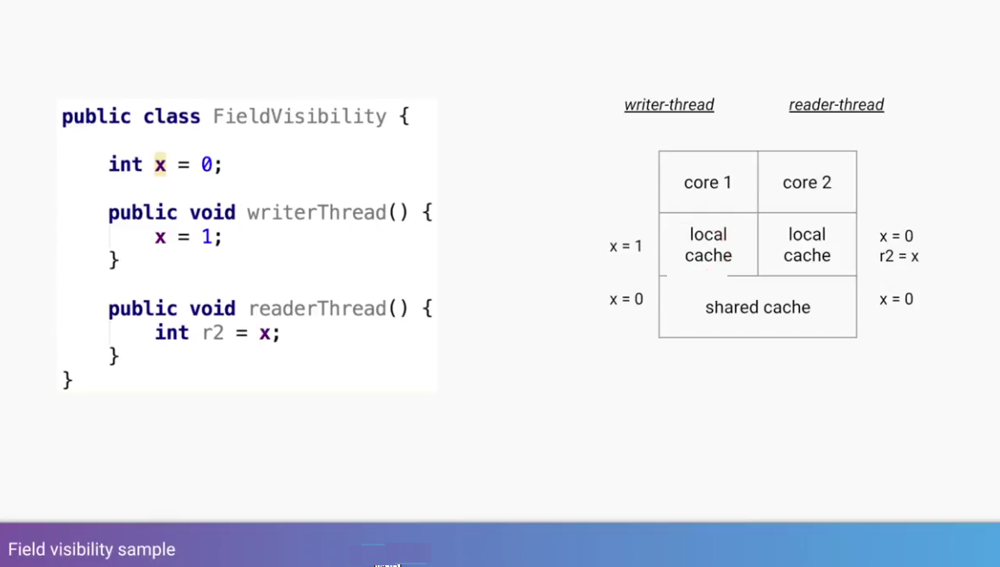 public class FieldVisibility {
int x = 0;
public void writerThread() {
x = 1;
}
public void readerThread() {
int r2 = x;
}
}
writer-thread
reader-thread
core 1
core 2
x = 1
local
cache
local
cache
x = 0
r2 = x
x = 0
shared cache
x = 0
Field visibility sample